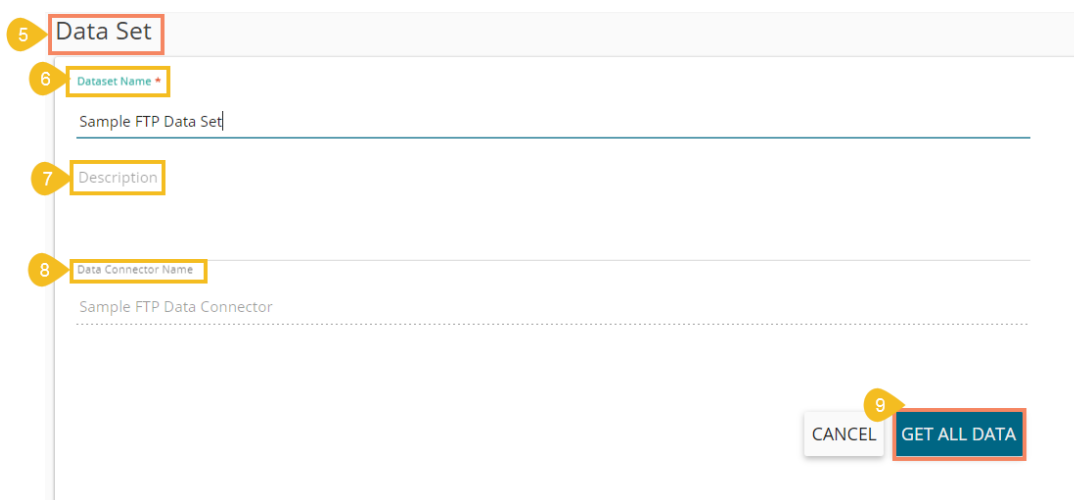 5 Data Set
6 Dataset Name *
Sample FTP Data Set
7 Description
8 Data Connector Name
Sample FTP Data Connector
9
CANCEL GET ALL DATA